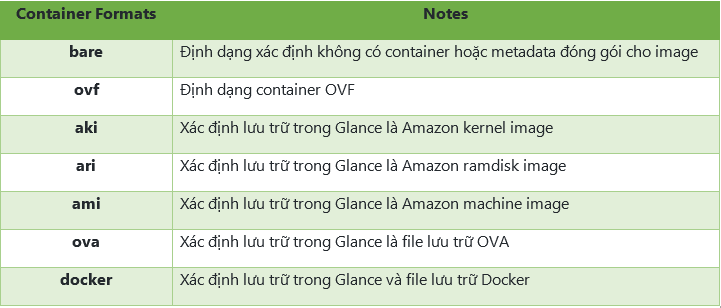 Container Formats Notes
bare Định dạng xác định không có container hoặc metadata đóng gói cho image
ovf Định dạng container OVF
aki Xác định lưu trữ trong Glance là Amazon kernel image
ari Xác định lưu trữ trong Glance là Amazon ramdisk image
ami Xác định lưu trữ trong Glance là Amazon machine image
ova Xác định lưu trữ trong Glance là file lưu trữ OVA
docker Xác định lưu trữ trong Glance và file lưu trữ Docker